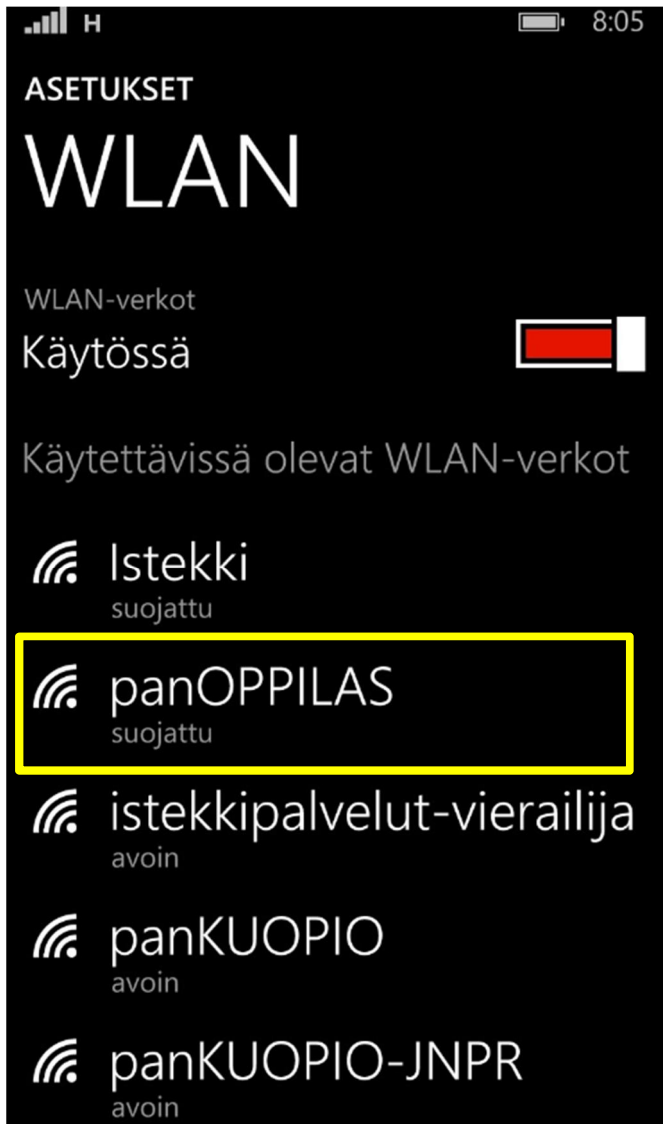 H 8:05
ASETUKSET
WLAN
WLAN-verkot
Käytössä
Käytettävissä olevat WLAN-verkot
Istekki
suojattu
panOPPILAS
suojattu
istekkipalvelut-vierailija
avoin
panKUOPIO
avoin
panKUOPIO-JNPR
avoin